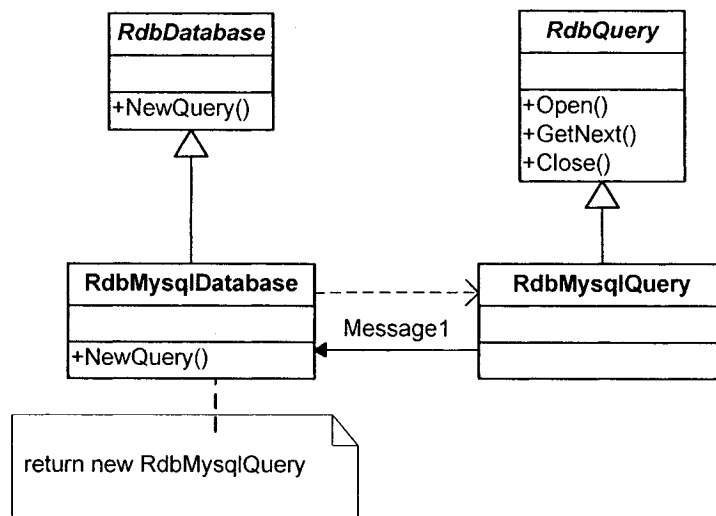 RdbDatabase
+NewQuery()
RdbQuery
+Open()
+GetNext()
+Close()
RdbMysqlDatabase
+NewQuery()
Message1
RdbMysqlQuery
return new RdbMysqlQuery